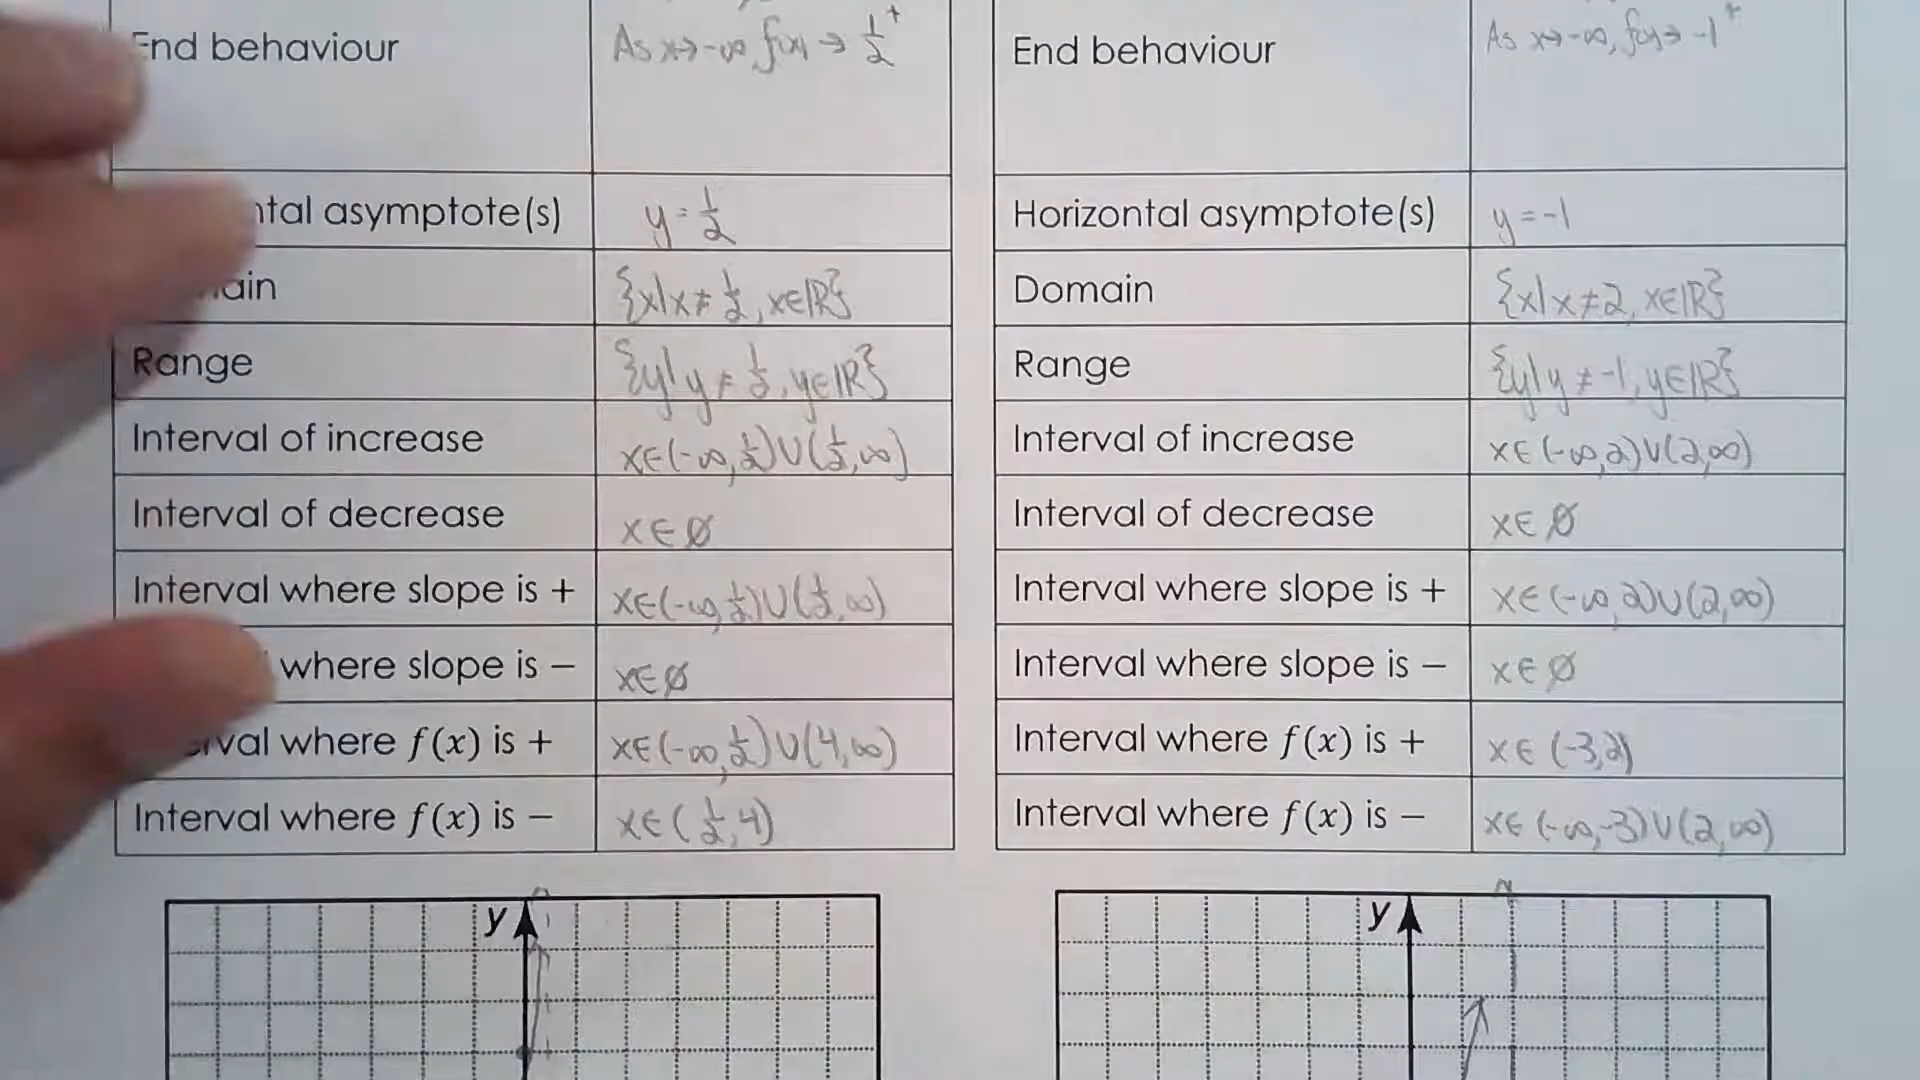 End behaviour As x→-∞, f(x) → 1/2⁺
ntal asymptote(s) y = 1/2
ain {x|x ≠ 1/2, x∈ℝ}
Range {y|y ≠ 1/2, y∈ℝ}
Interval of increase x∈(-∞,1/2)∪(1/2,∞)
Interval of decrease x∈∅
Interval where slope is + x∈(-∞,1/2)∪(1/2,∞)
where slope is − x∈∅
rval where f(x) is + x∈(-∞,1/2)∪(4,∞)
Interval where f(x) is − x∈(1/2,4)
y
End behaviour As x→-∞, f(x)→ -1⁺
Horizontal asymptote(s) y = -1
Domain {x|x≠2, x∈ℝ}
Range {y|y ≠ -1, y∈ℝ}
Interval of increase x∈(-∞,2)∪(2,∞)
Interval of decrease x∈∅
Interval where slope is + x∈(-∞,2)∪(2,∞)
Interval where slope is − x∈∅
Interval where f(x) is + x∈(-3,2)
Interval where f(x) is − x∈(-∞,-3)∪(2,∞)
y